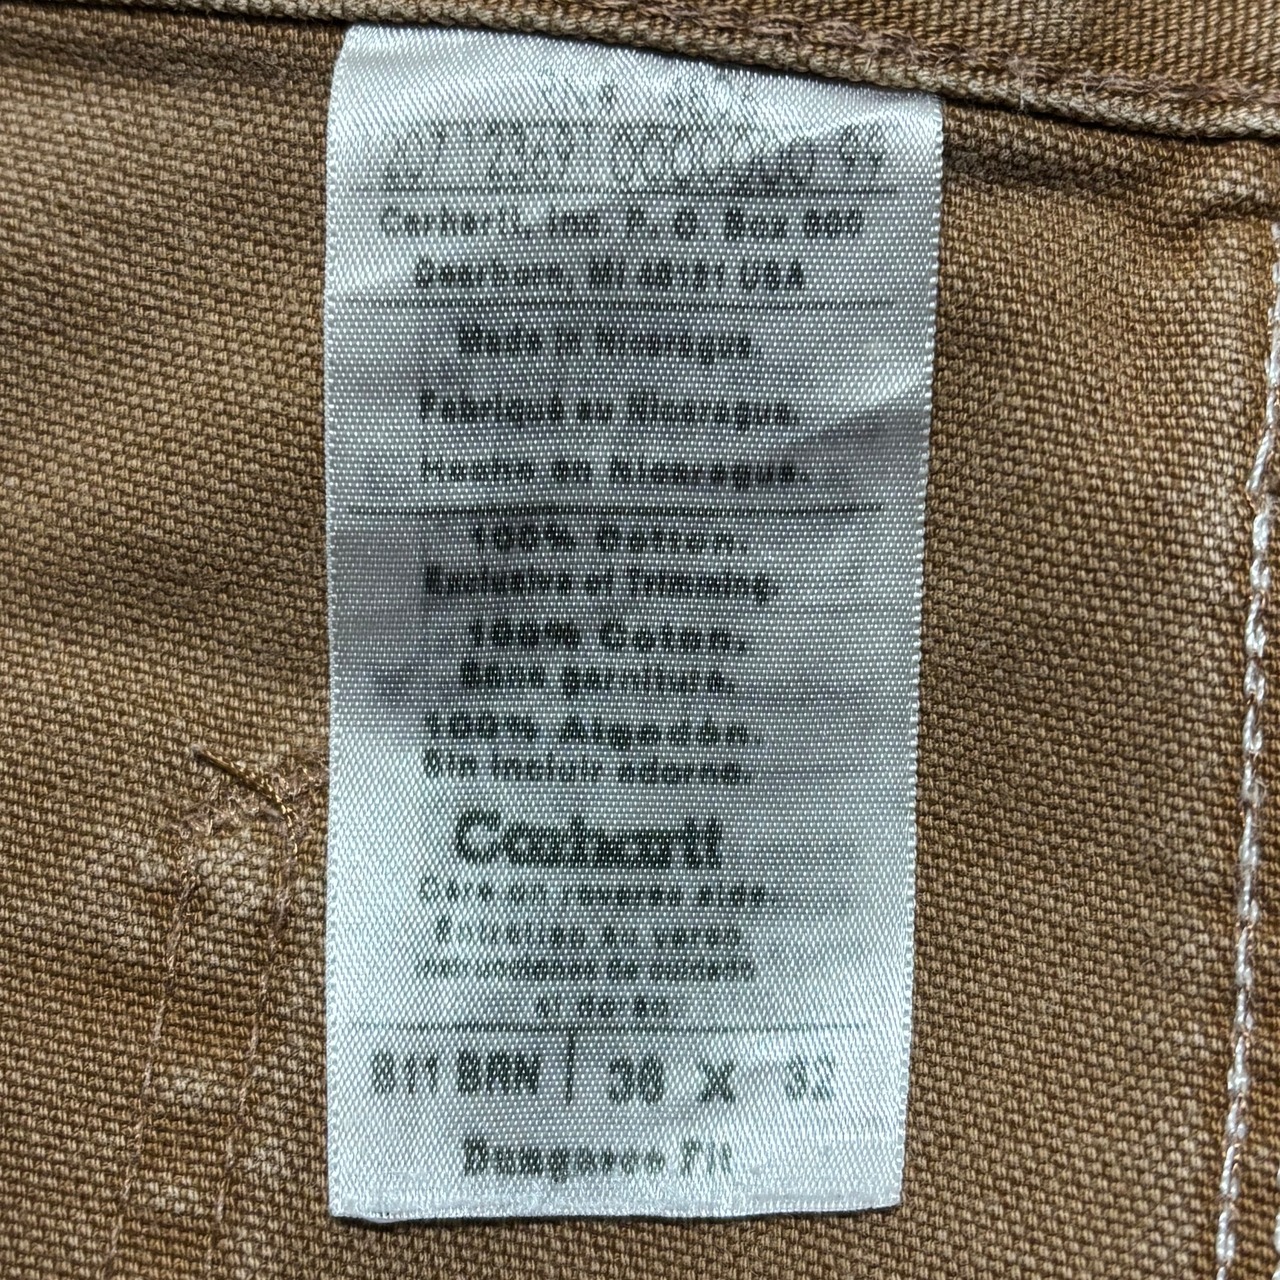 Carhartt, Inc. P. O. Box 600
Dearborn, MI 48121 USA
Made in Nicaragua.
Fabriqué au Nicaragua.
Hecho en Nicaragua.
100% Cotton.
Exclusive of Trimming.
100% Coton.
Sans garniture.
100% Algodón.
Sin incluir adorno.
Carhartt
Care on reverse side.
Entretien au verso
el dorso
B11 BRN | 36 X 32
Dungaree Fit